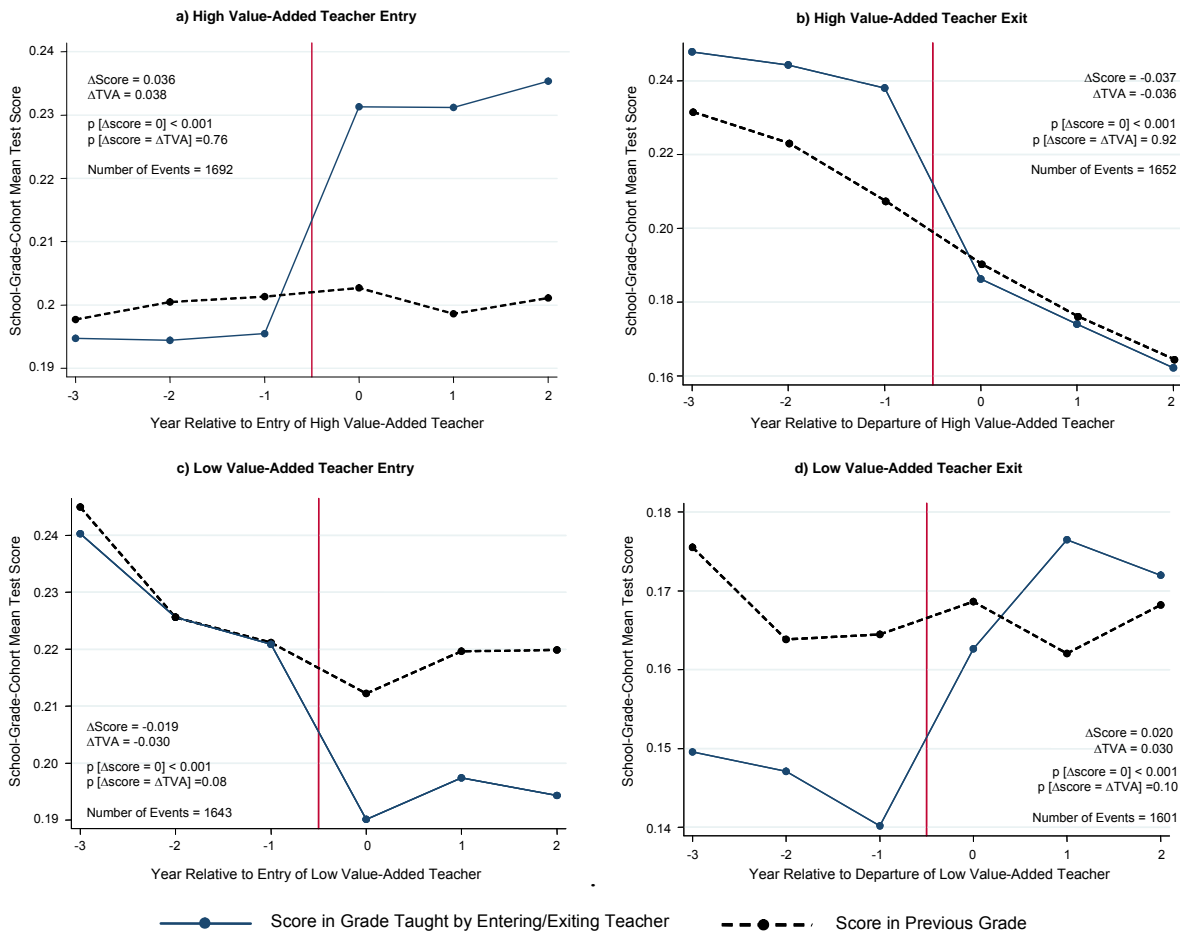 a) High Value-Added Teacher Entry
School-Grade-Cohort Mean Test Score
0.24
0.23
0.22
0.21
0.2
0.19
ΔScore = 0.036
ΔTVA = 0.038
p [Δscore = 0] < 0.001
p [Δscore = ΔTVA] =0.76
Number of Events = 1692
-3 -2 -1 0 1 2
Year Relative to Entry of High Value-Added Teacher
b) High Value-Added Teacher Exit
School-Grade-Cohort Mean Test Score
0.24
0.22
0.20
0.18
0.16
ΔScore = -0.037
ΔTVA = -0.036
p [Δscore = 0] < 0.001
p [Δscore = ΔTVA] = 0.92
Number of Events = 1652
-3 -2 -1 0 1 2
Year Relative to Departure of High Value-Added Teacher
c) Low Value-Added Teacher Entry
School-Grade-Cohort Mean Test Score
0.24
0.23
0.22
0.21
0.20
0.19
ΔScore = -0.019
ΔTVA = -0.030
p [Δscore = 0] < 0.001
p [Δscore = ΔTVA] =0.08
Number of Events = 1643
-3 -2 -1 0 1 2
Year Relative to Entry of Low Value-Added Teacher
d) Low Value-Added Teacher Exit
School-Grade-Cohort Mean Test Score
0.18
0.17
0.16
0.15
0.14
ΔScore = 0.020
ΔTVA = 0.030
p [Δscore = 0] < 0.001
p [Δscore = ΔTVA] =0.10
Number of Events = 1601
-3 -2 -1 0 1 2
Year Relative to Departure of Low Value-Added Teacher
.
Score in Grade Taught by Entering/Exiting Teacher
Score in Previous Grade